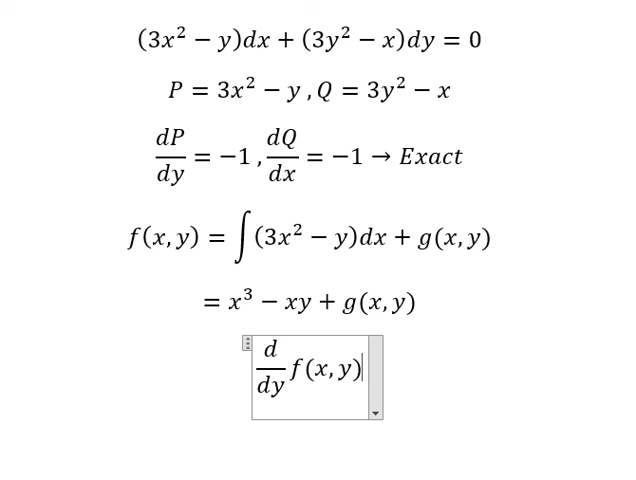 (3x² − y)dx + (3y² − x)dy = 0
P = 3x² − y , Q = 3y² − x
dP/dy = −1 , dQ/dx = −1 → Exact
f(x, y) = ∫(3x² − y)dx + g(x, y)
= x³ − xy + g(x, y)
d/dy f(x, y)